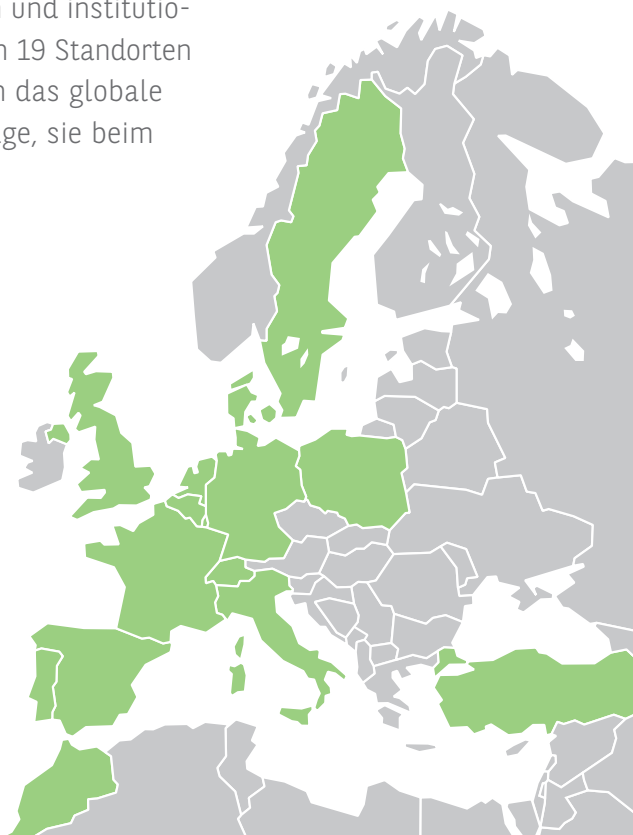 und institutio-
n 19 Standorten
das globale
ge, sie beim